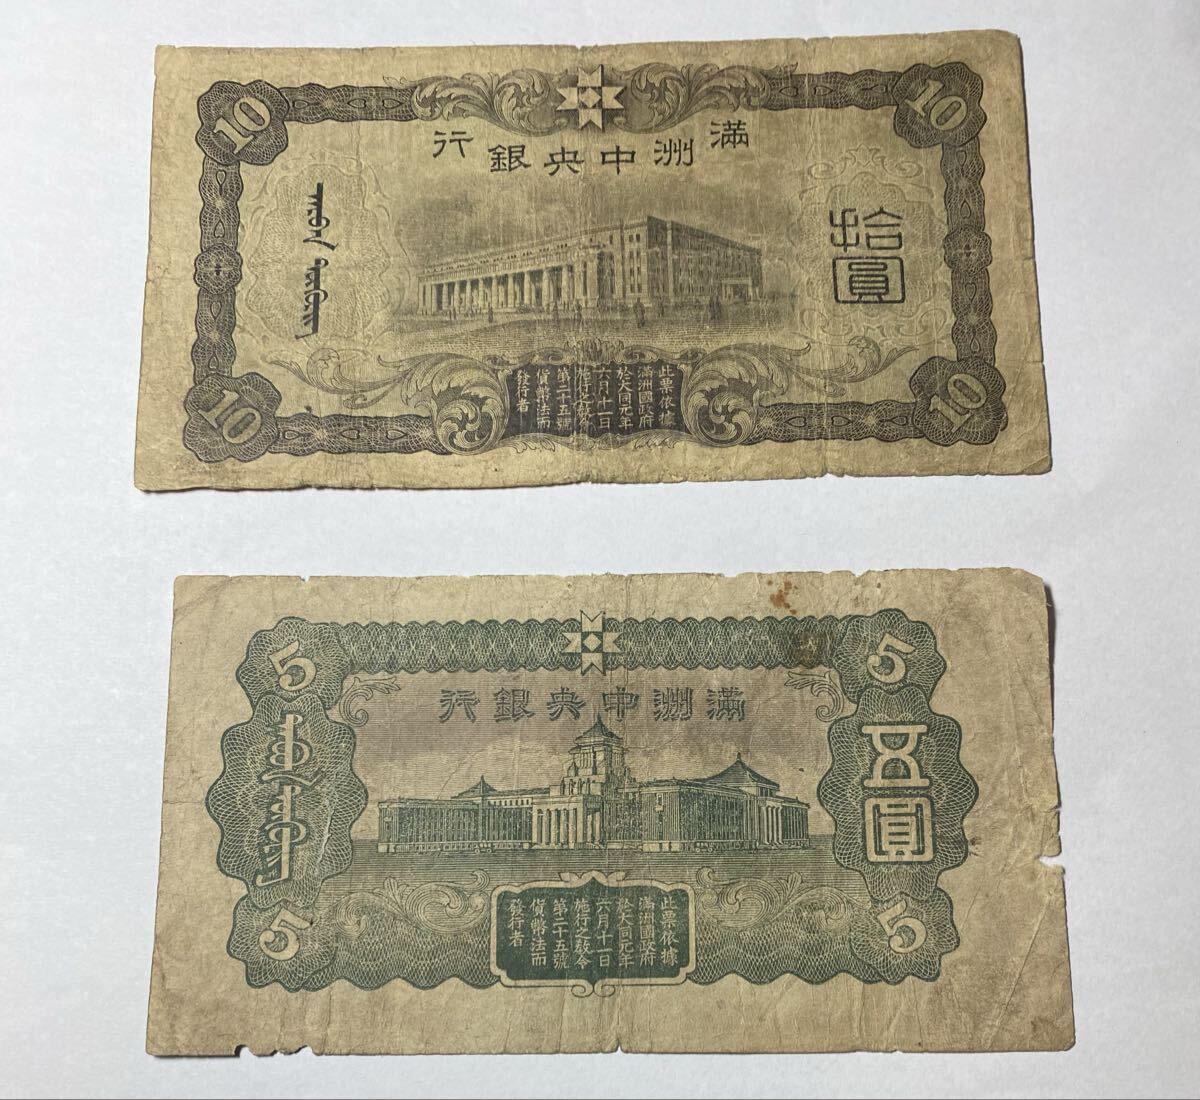 10
10
滿洲中央銀行
拾圓
此票依據
滿洲國政府
於大同元年
六月十一日
施行之敎令
第二十五號
貨幣法而
發行者
10
10
5
5
滿洲中央銀行
五圓
此票依據
滿洲國政府
於大同元年
六月十一日
施行之敎令
第二十五號
貨幣法而
發行者
5
5